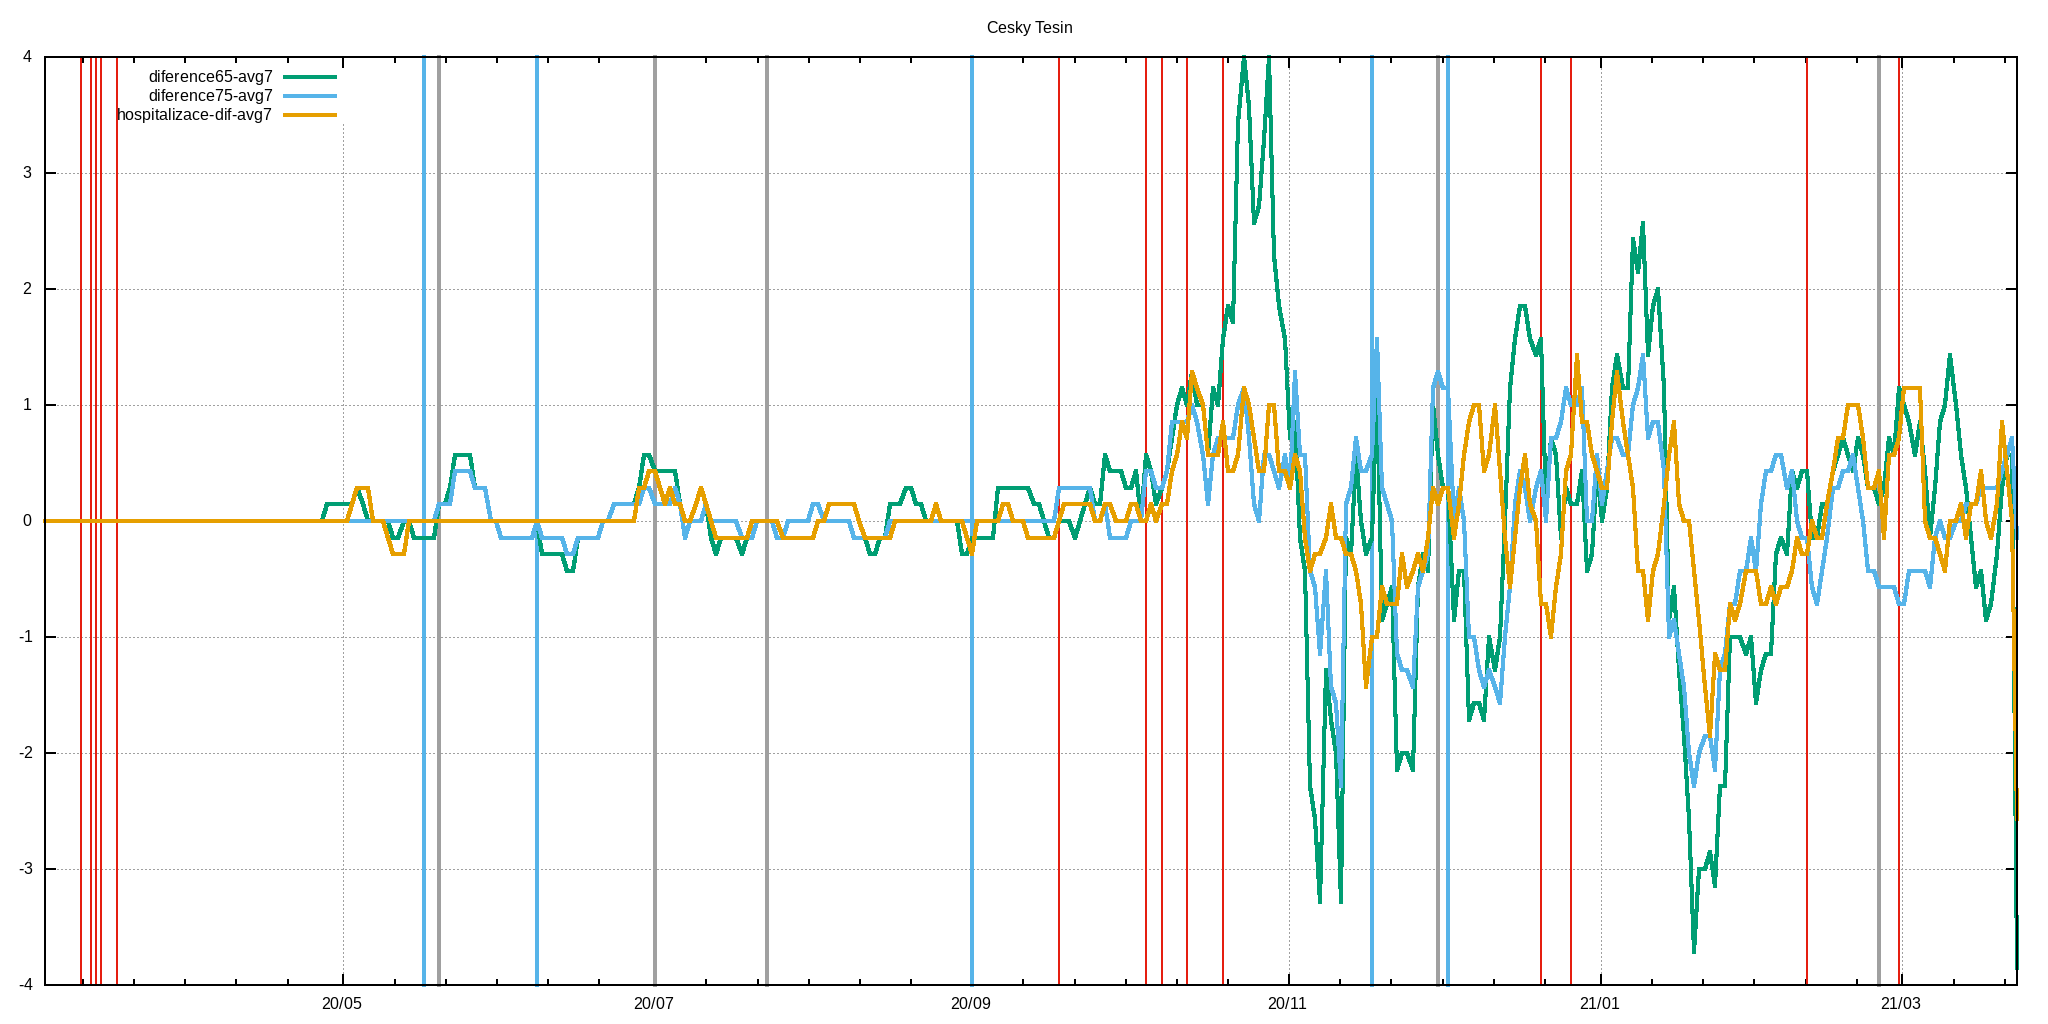 Cesky Tesin
diference65-avg7
diference75-avg7
hospitalizace-dif-avg7
4
3
2
1
0
-1
-2
-3
-4
20/05 20/07 20/09 20/11 21/01 21/03